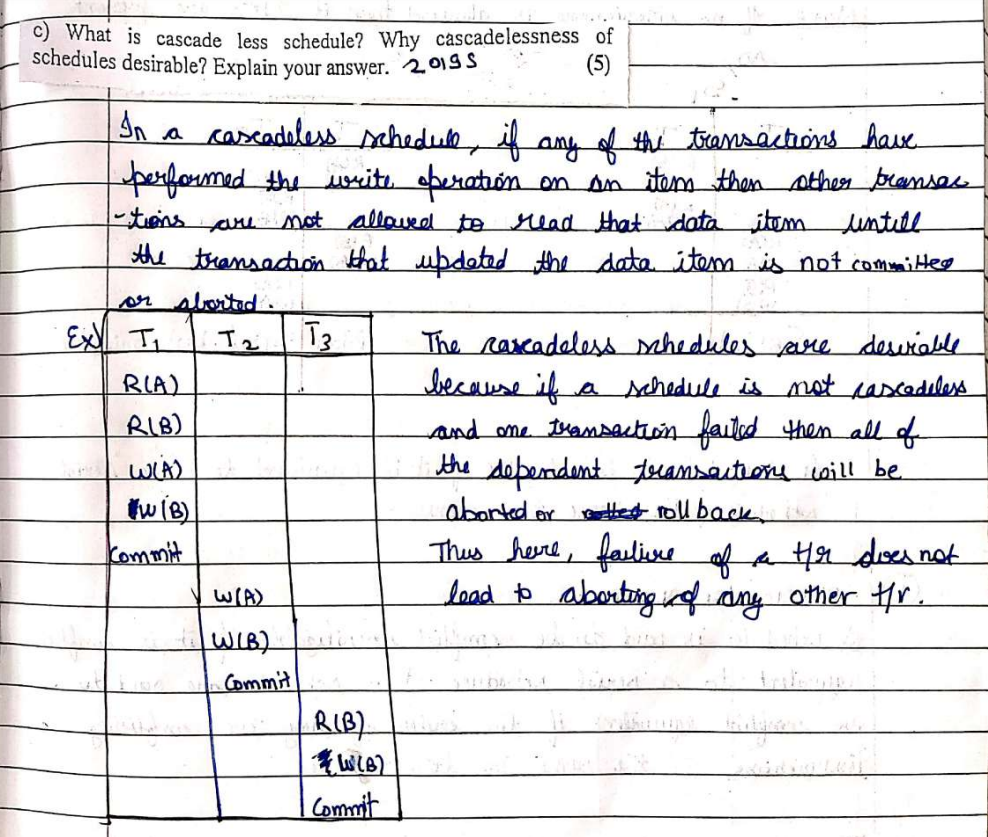 c) What is cascade less schedule? Why cascadelessness of
schedules desirable? Explain your answer. 2019S (5)
In a cascadeless schedule, if any of the transactions have
performed the write operation on an item then other transac
-tions are not allowed to read that data item untill
the transaction that updated the data item is not committed
or aborted.
Ex) T1 T2 T3
R(A)
R(B)
W(A)
W(B)
Commit
W(A)
W(B)
Commit
R(B)
W(B)
Commit
The cascadeless schedules are desirable
because if a schedule is not cascadeless
and one transaction failed then all of
the dependent transactions will be
aborted or roll back.
Thus here, failure of a t/r does not
lead to aborting of any other t/r.